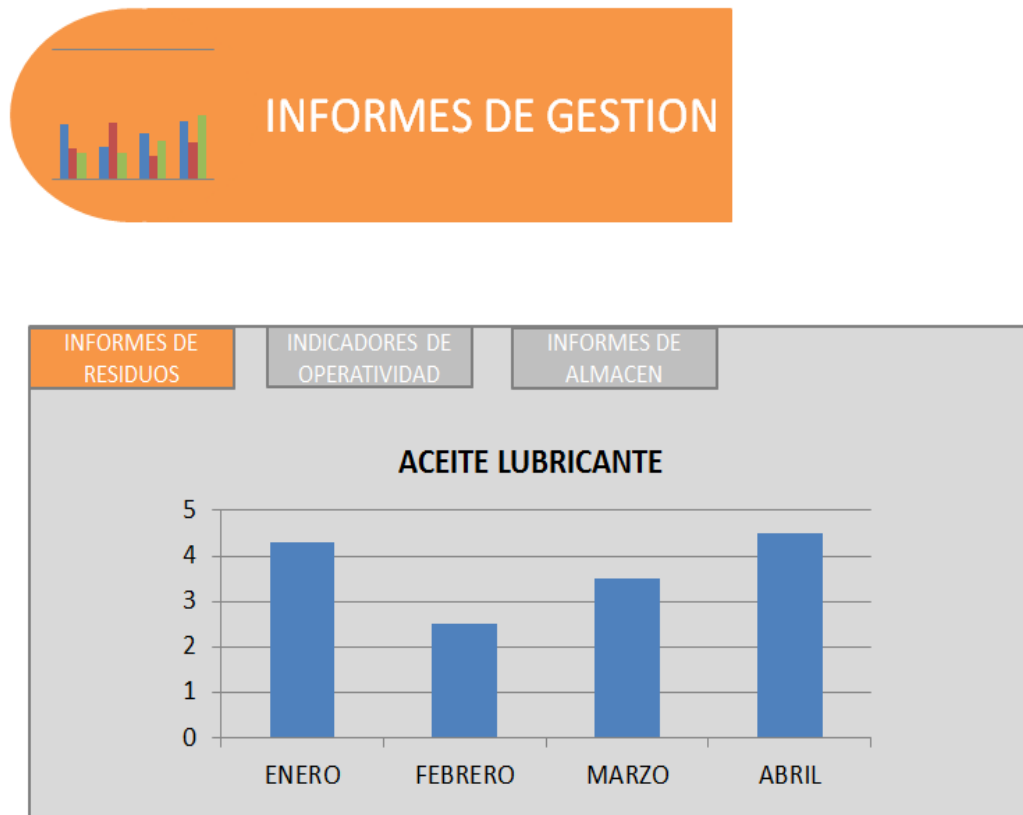 INFORMES DE GESTION
INFORMES DE
RESIDUOS
INDICADORES DE
OPERATIVIDAD
INFORMES DE
ALMACEN
ACEITE LUBRICANTE
5
4
3
2
1
0
ENERO FEBRERO MARZO ABRIL